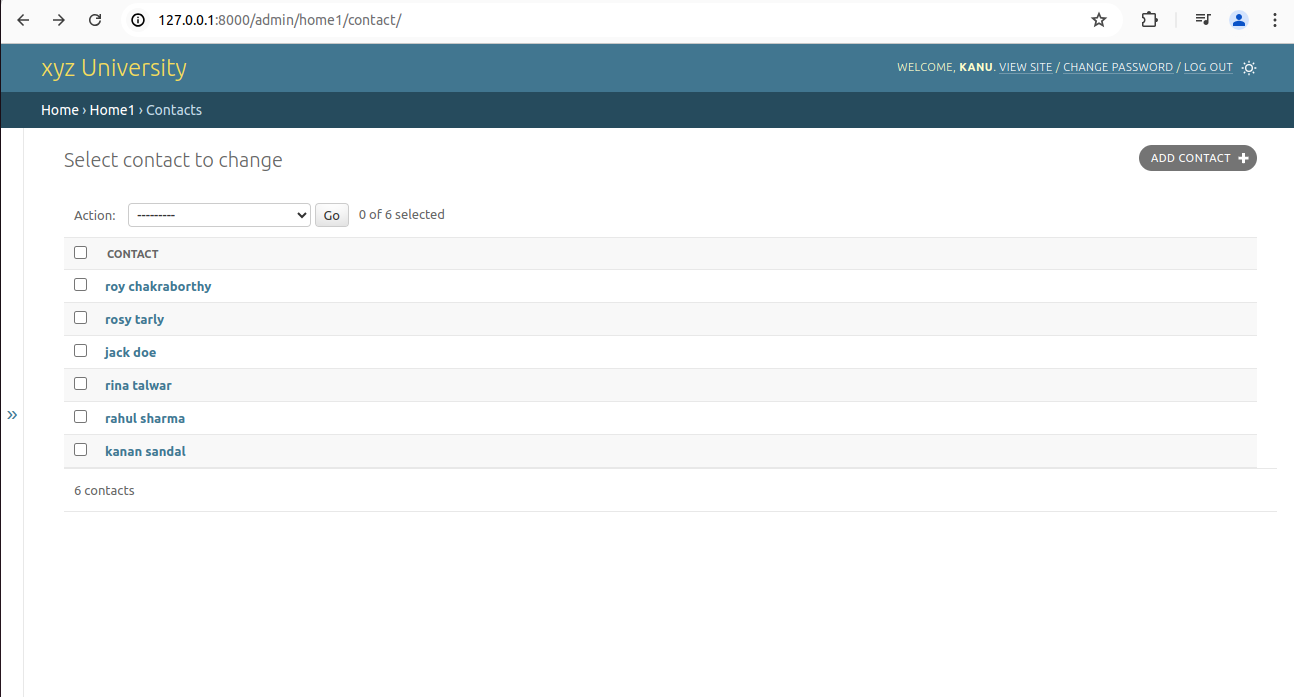 127.0.0.1:8000/admin/home1/contact/
xyz University
WELCOME, KANU. VIEW SITE / CHANGE PASSWORD / LOG OUT
Home › Home1 › Contacts
Select contact to change
ADD CONTACT +
Action: --------- Go 0 of 6 selected
CONTACT
roy chakraborthy
rosy tarly
jack doe
rina talwar
rahul sharma
kanan sandal
»
6 contacts